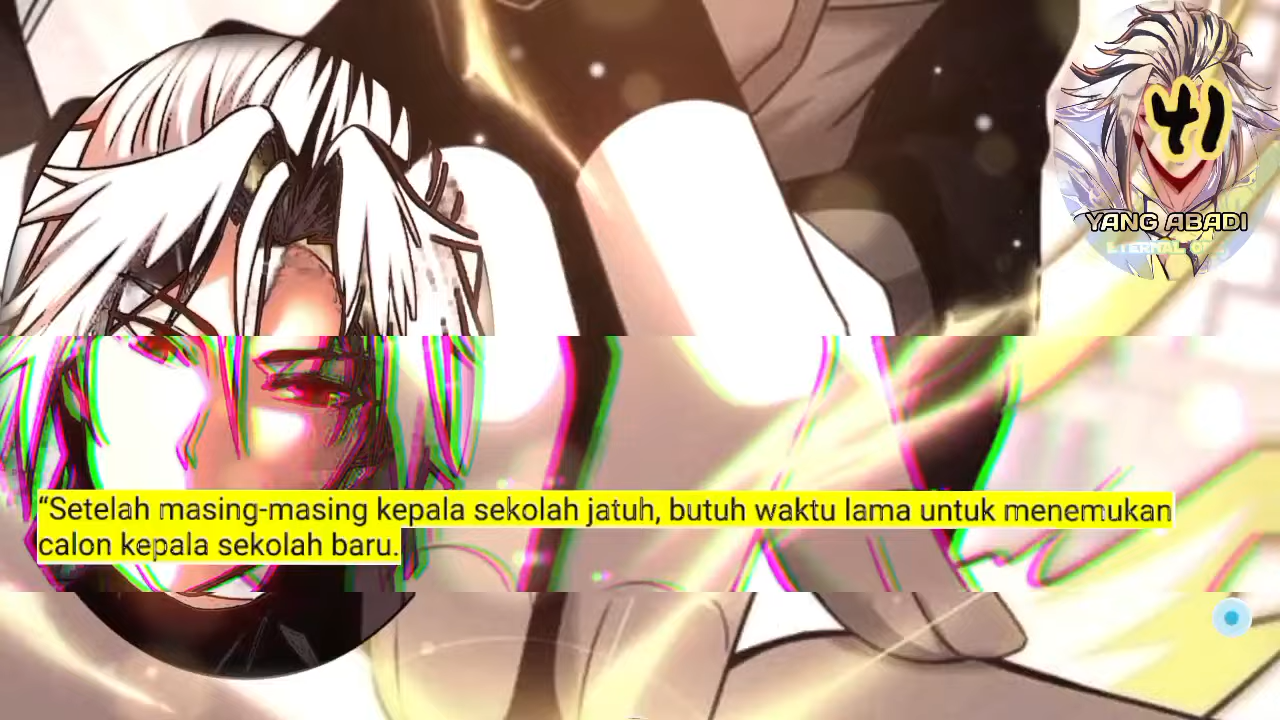 41
YANG ABADI
“Setelah masing-masing kepala sekolah jatuh, butuh waktu lama untuk menemukan
calon kepala sekolah baru.